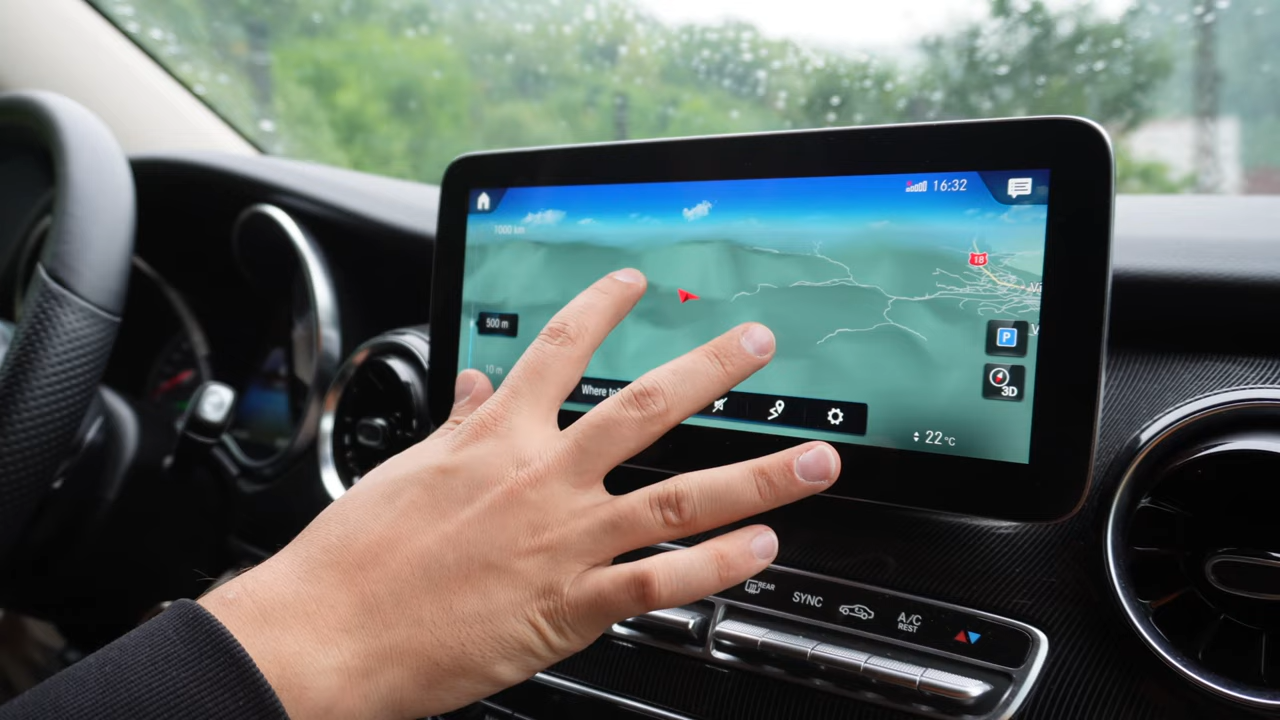 16:32
1000 km
18
500 m
P
10 m
3D
Where to?
22°C
REAR
SYNC
A/C
REST